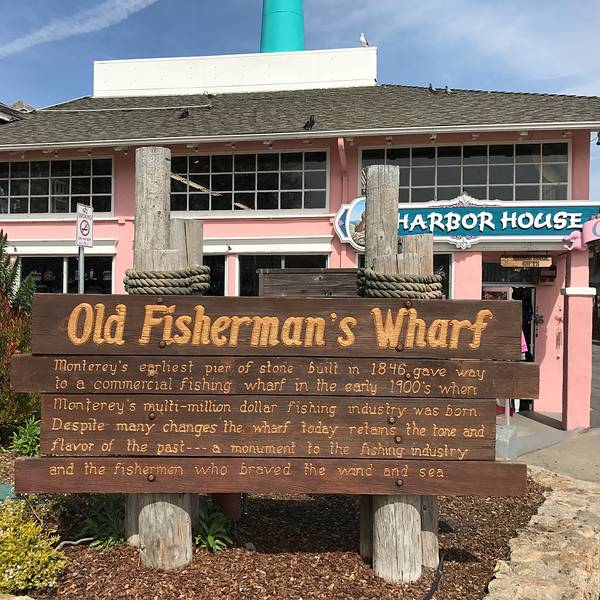 HARBOR HOUSE
Old Fisherman's Wharf
Monterey's earliest pier of stone built in 1846 gave way
to a commercial fishing wharf in the early 1900's when
Monterey's multi-million dollar fishing industry was born.
Despite many changes the wharf today retains the tone and
flavor of the past---a monument to the fishing industry
and the fishermen who braved the wind and sea.